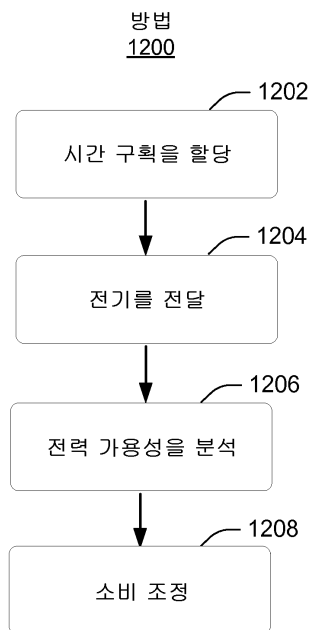 방법
1200
1202
시간 구획을 할당
1204
전기를 전달
1206
전력 가용성을 분석
1208
소비 조정